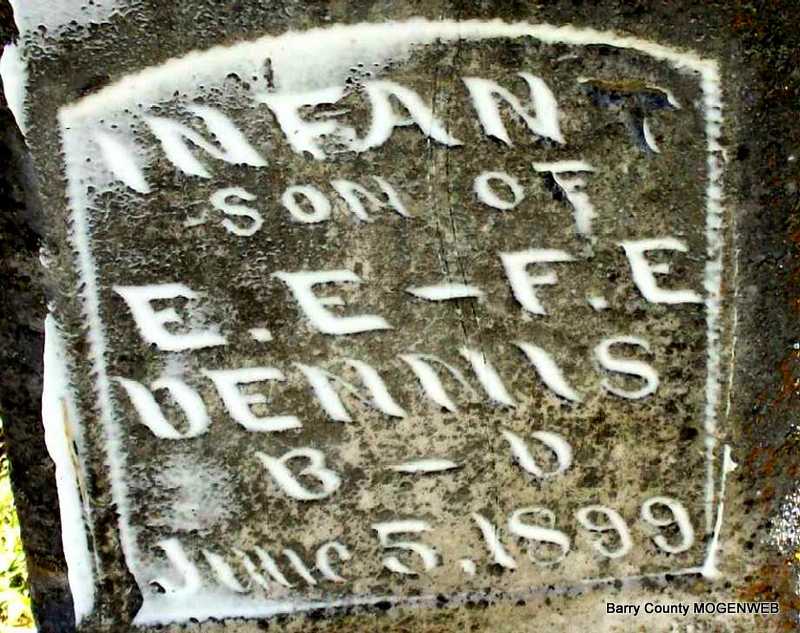 INFANT
SON OF
E. E - F. E
DENNIS
B - D
JUNE 5, 1899
Barry County MOGENWEB